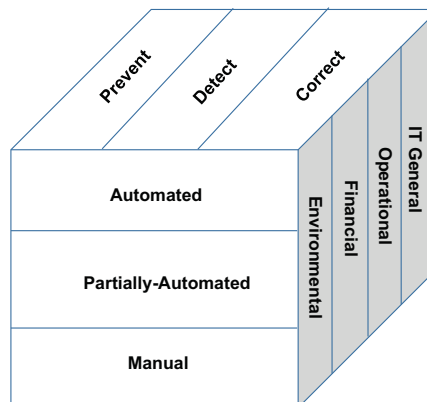 Prevent
Detect
Correct
Automated
Partially-Automated
Manual
Environmental
Financial
Operational
IT General